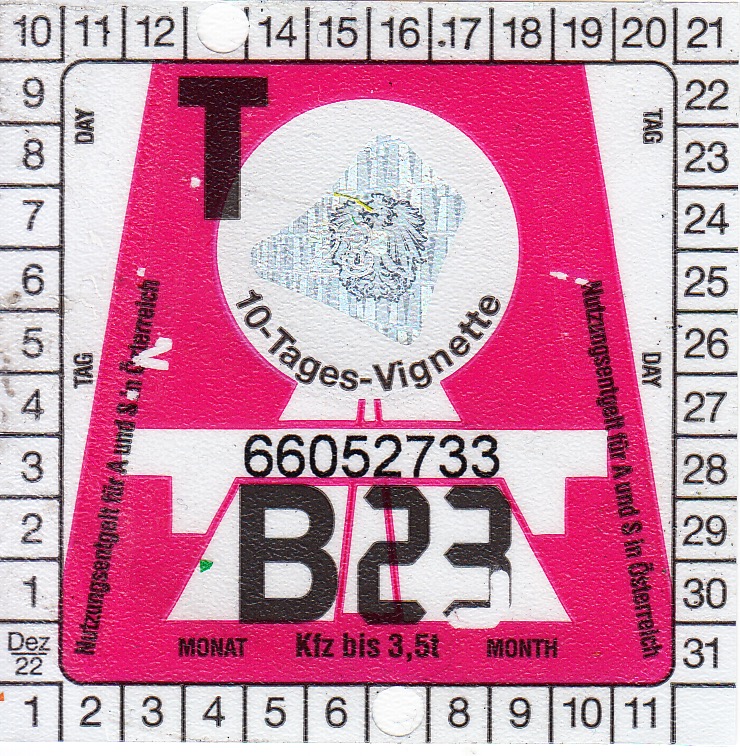 10 11 12 14 15 16 .17 18 19 20 21
9 22
8 23
7 24
6 25
5 26
4 27
3 28
2 29
1 30
Dez
22
31
1 2 3 4 5 6 8 9 10 11
DAY
TAG
T
TAG
DAY
10-Tages-Vignette
Nutzungsentgelt für A und S in Österreich
Nutzungsentgelt für A und S in Österreich
66052733
B23
MONAT Kfz bis 3,5t MONTH